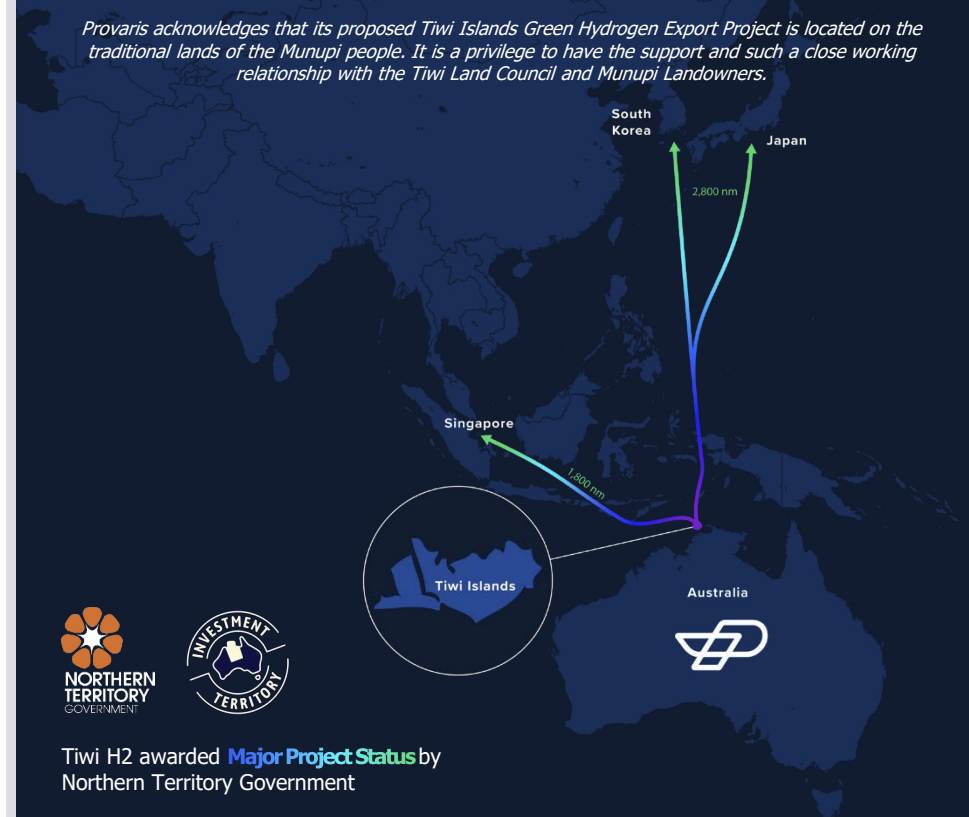 Provaris acknowledges that its proposed Tiwi Islands Green Hydrogen Export Project is located on the
traditional lands of the Munupi people. It is a privilege to have the support and such a close working
relationship with the Tiwi Land Council and Munupi Landowners.
South
Korea
Japan
2,800 nm
Singapore
1,800 nm
Tiwi Islands
Australia
NORTHERN
TERRITORY
GOVERNMENT
INVESTMENT
TERRITORY
Tiwi H2 awarded Major Project Status by
Northern Territory Government